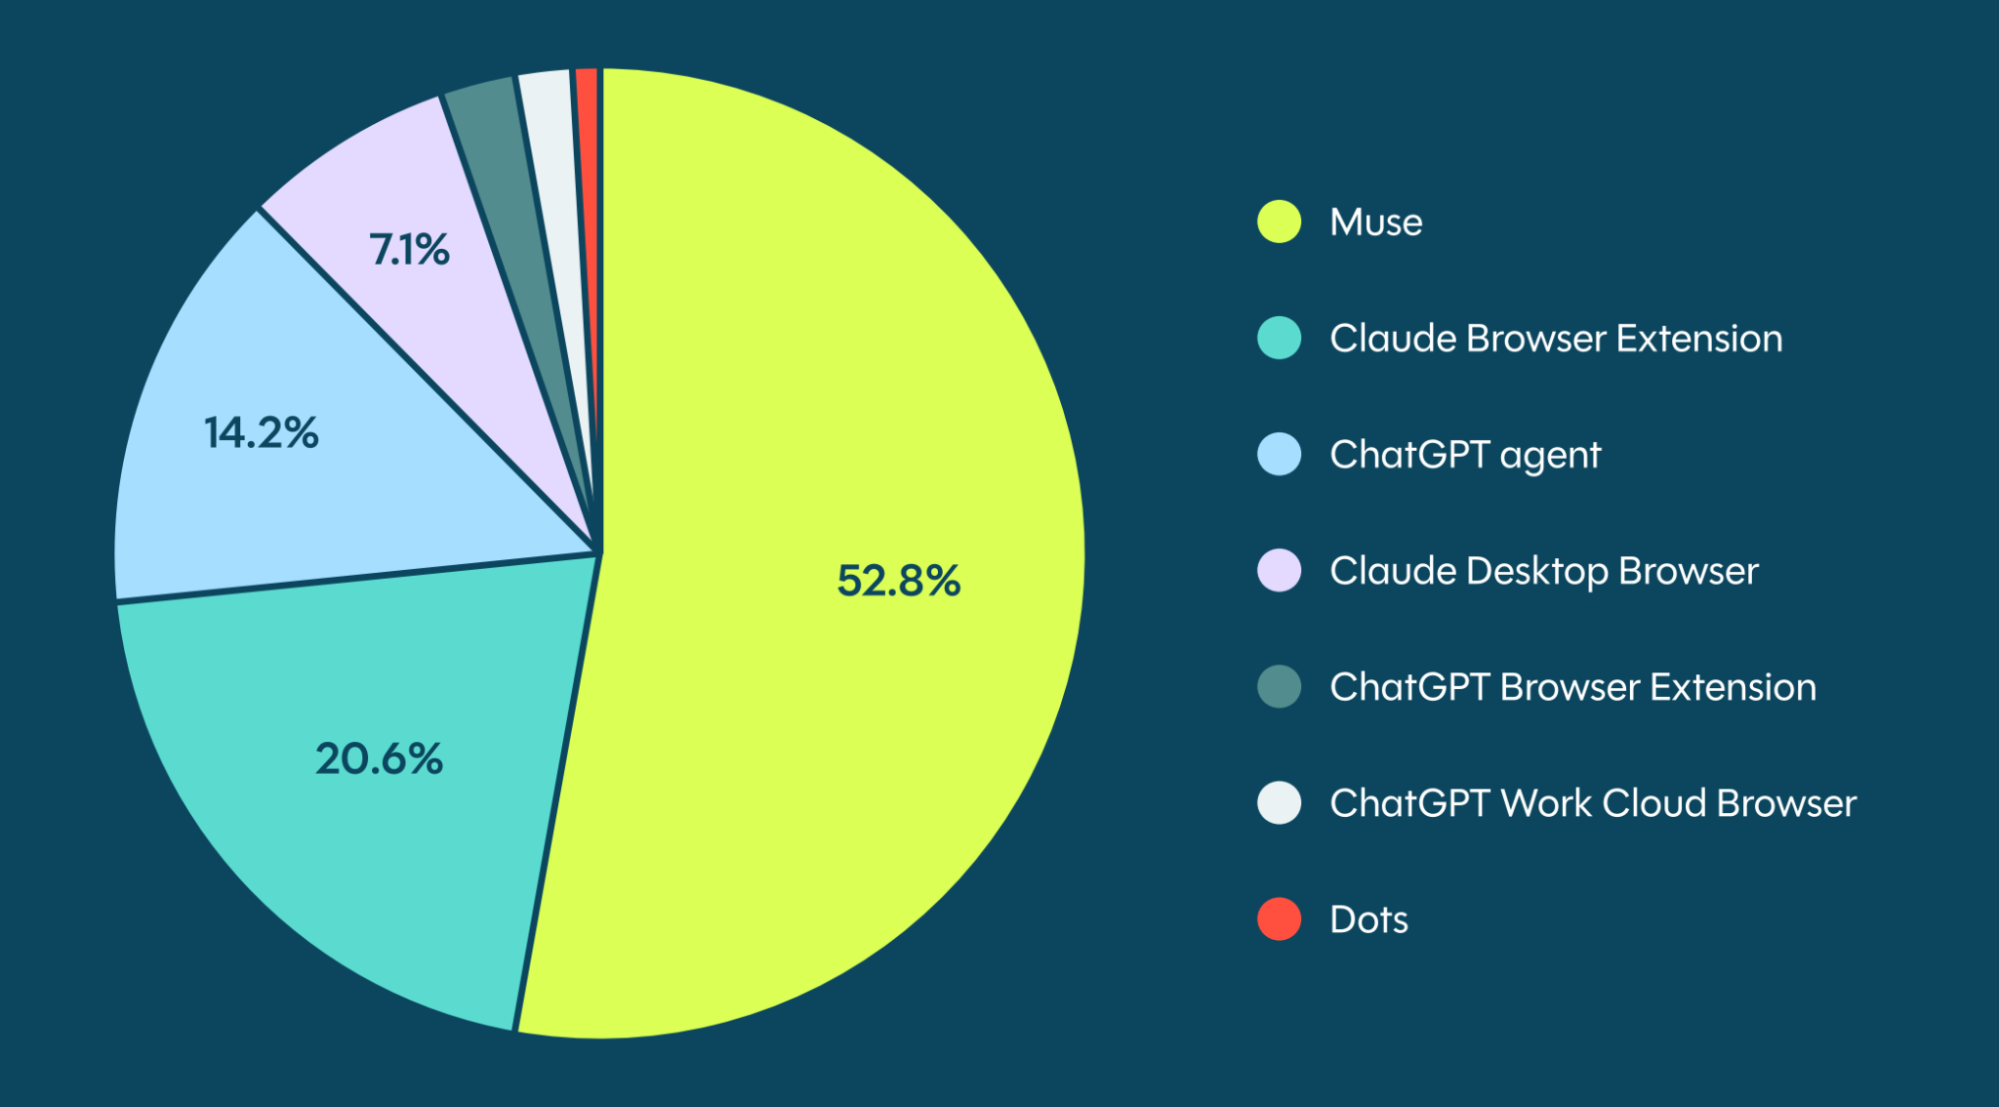 7.1%
14.2%
52.8%
20.6%
Muse
Claude Browser Extension
ChatGPT agent
Claude Desktop Browser
ChatGPT Browser Extension
ChatGPT Work Cloud Browser
Dots